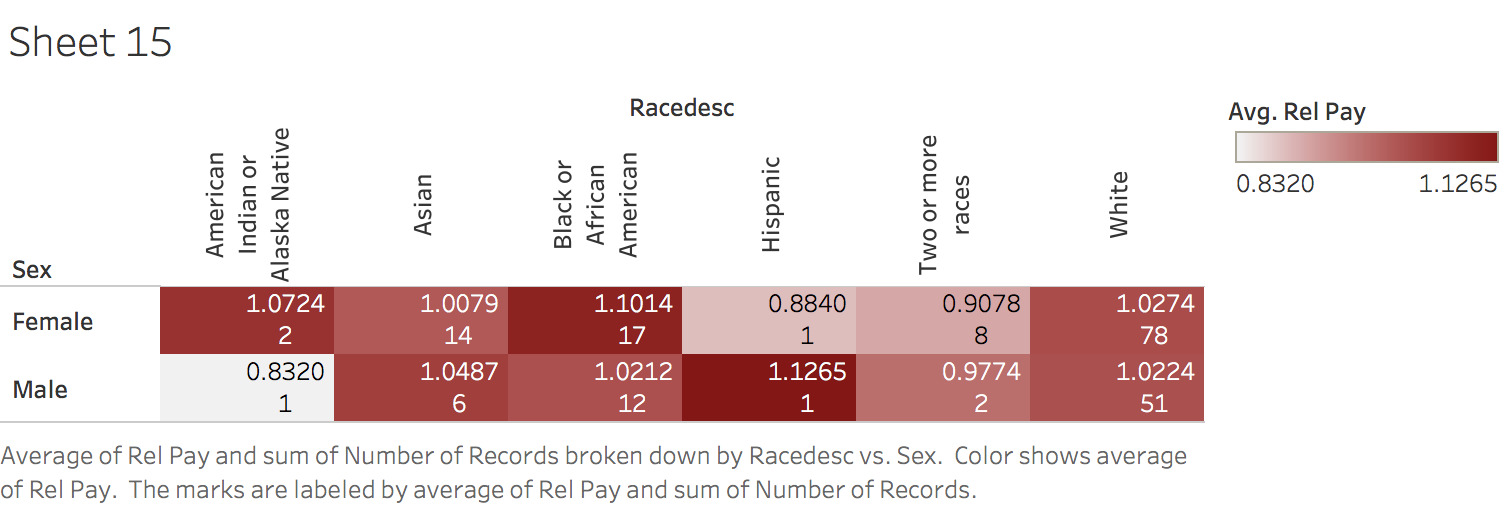 Sheet 15
Racedesc
Avg. Rel Pay
0.8320 1.1265
American
Indian or
Alaska Native
Asian
Black or
African
American
Hispanic
Two or more
races
White
Sex
Female
1.0724 1.0079 1.1014 0.8840 0.9078 1.0274
2 14 17 1 8 78
Male
0.8320 1.0487 1.0212 1.1265 0.9774 1.0224
1 6 12 1 2 51
Average of Rel Pay and sum of Number of Records broken down by Racedesc vs. Sex.  Color shows average
of Rel Pay.  The marks are labeled by average of Rel Pay and sum of Number of Records.